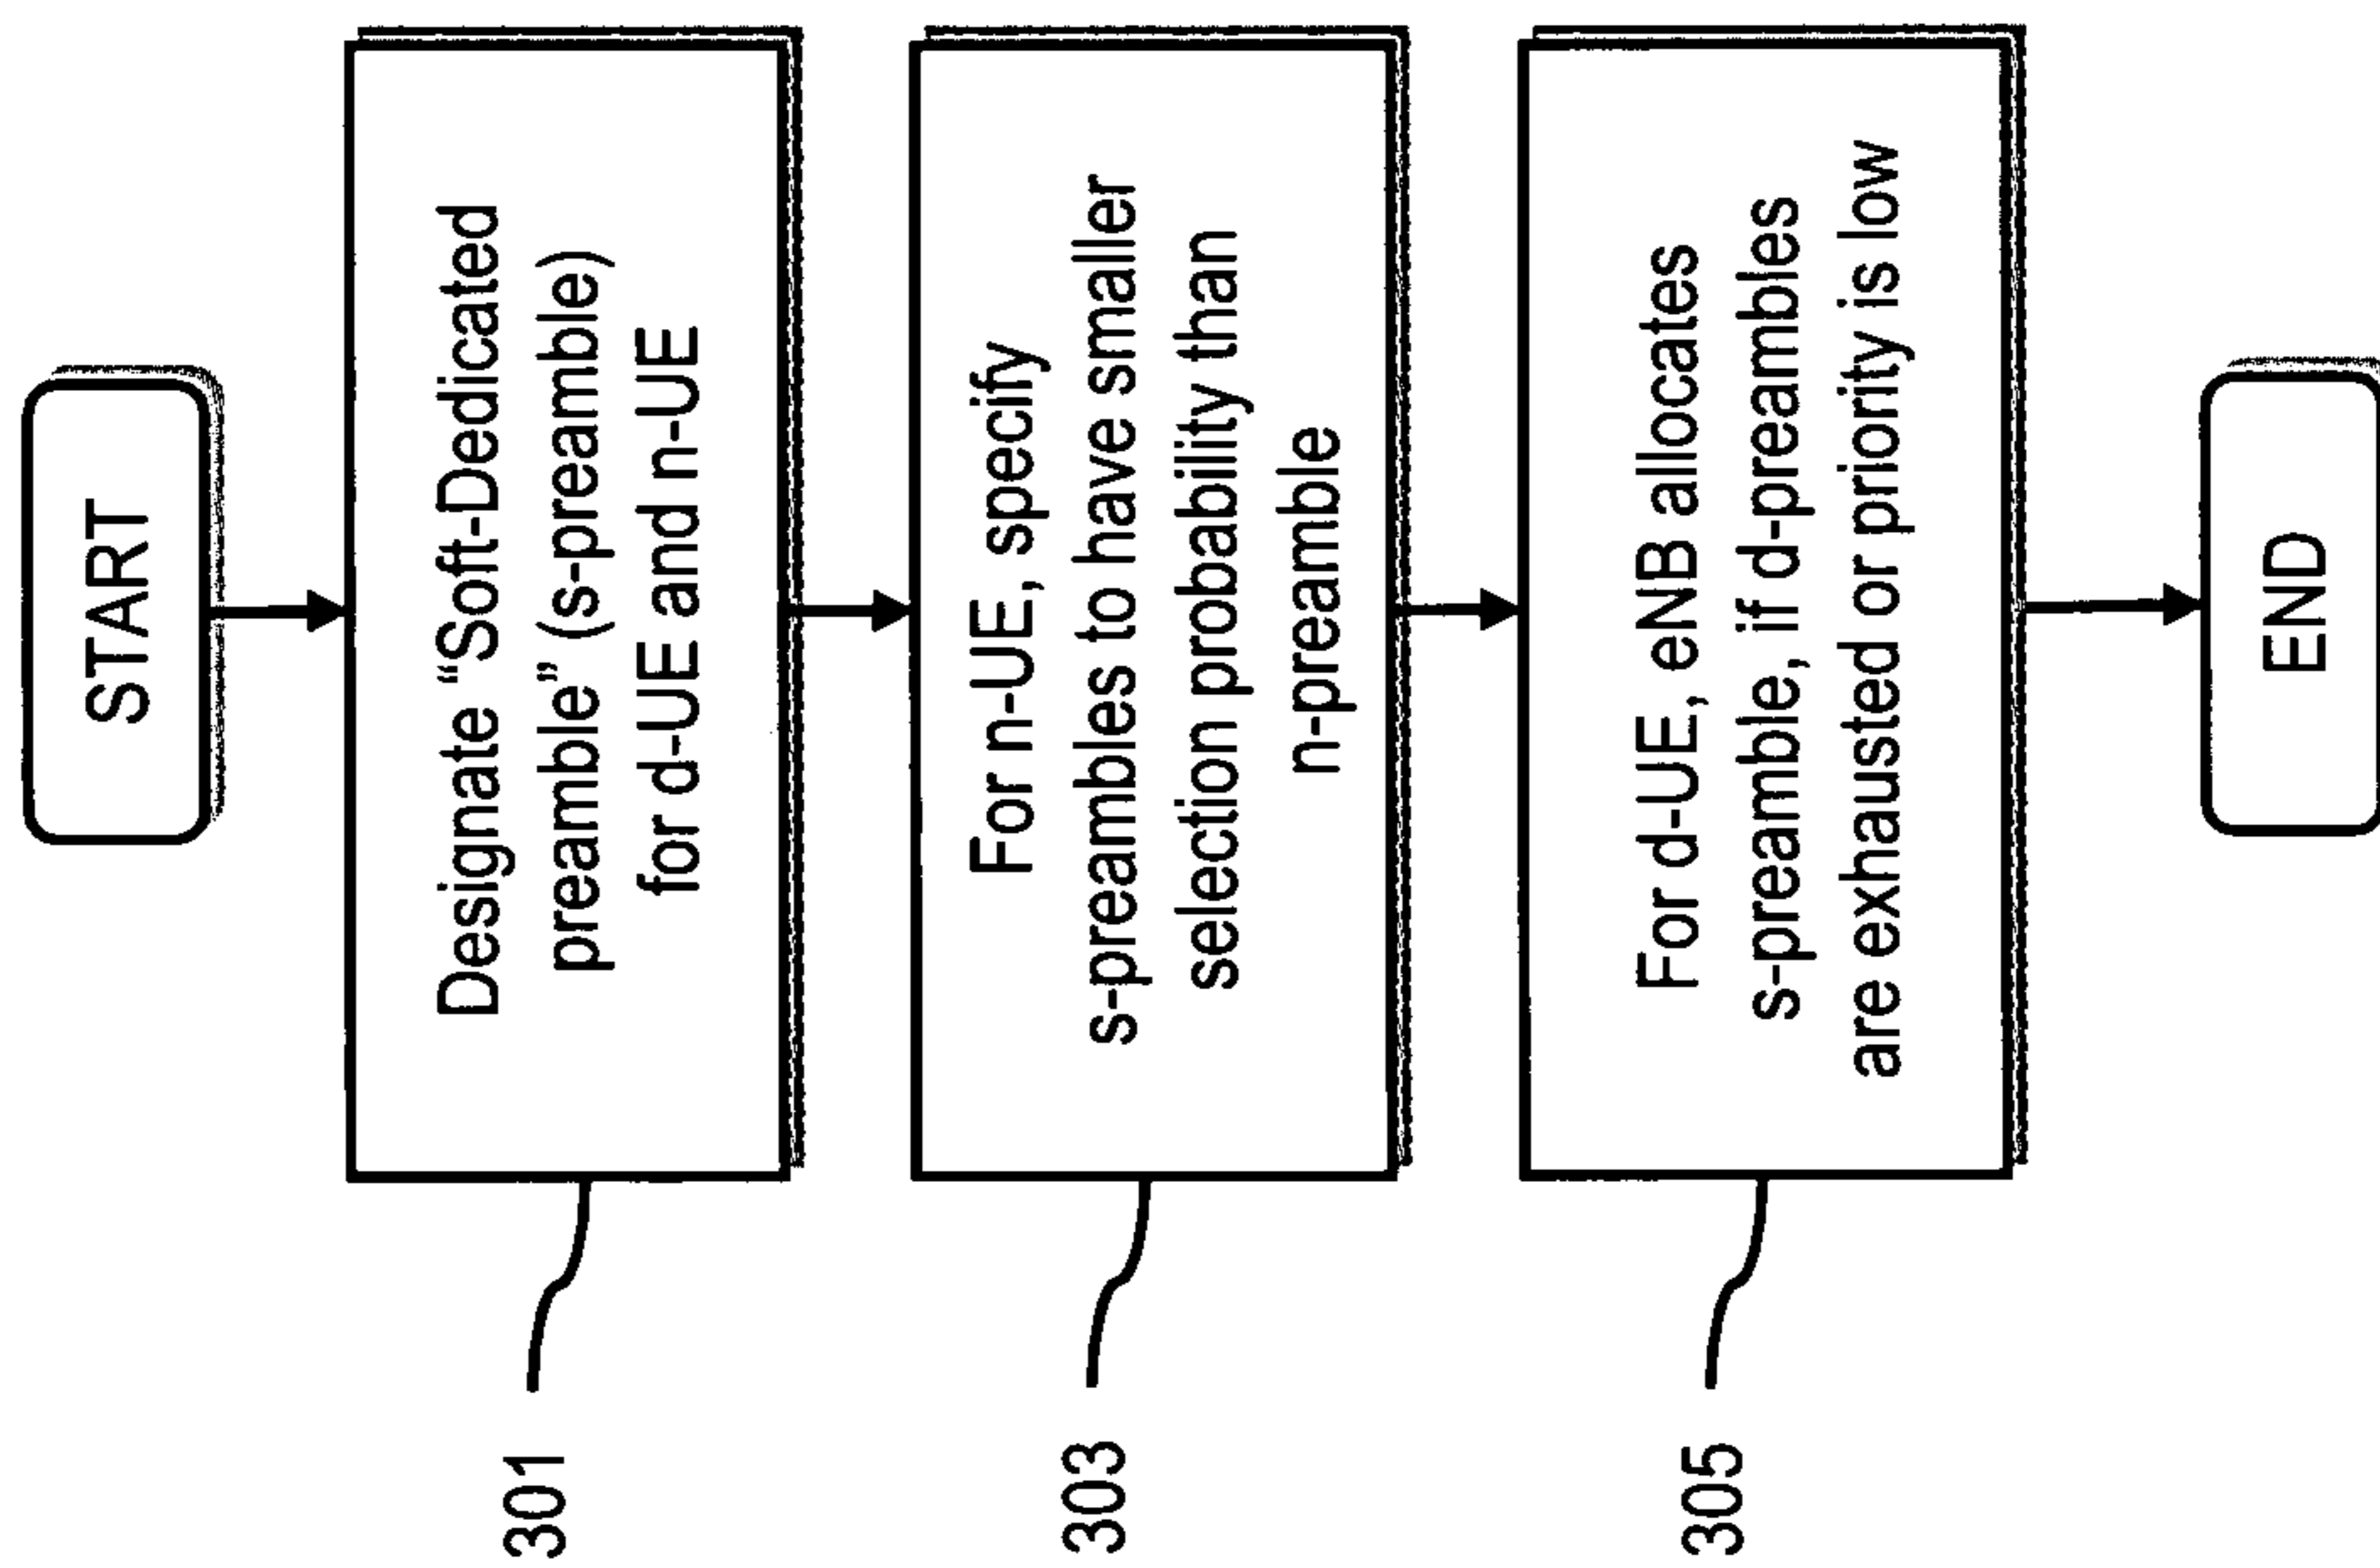 START
301
Designate “Soft-Dedicated
preamble” (s-preamble)
for d-UE and n-UE
303
For n-UE, specify
s-preambles to have smaller
selection probability than
n-preamble
305
For d-UE, eNB allocates
s-preamble, if d-preambles
are exhausted or priority is low
END